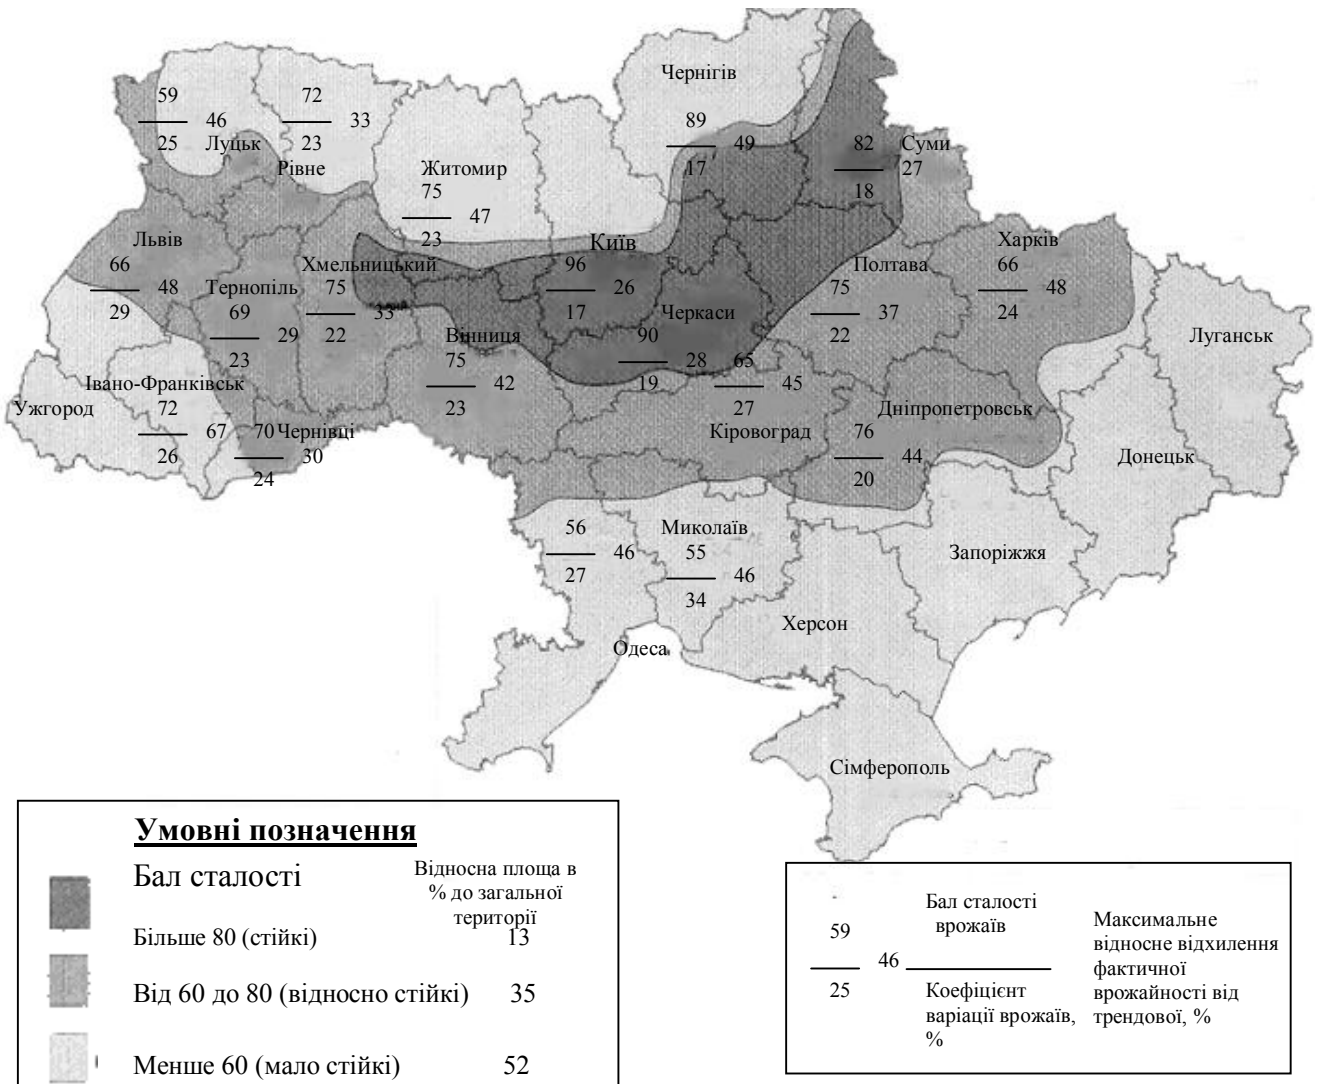 Чернігів
59
46
25
Луцьк
72
33
23
Рівне
Житомир
75
47
23
89
49
17
82
Суми
27
18
Львів
66
48
29
Тернопіль
69
29
23
Хмельницький
75
33
22
Київ
96
26
17
Черкаси
90
28
19
Вінниця
75
42
23
65
45
27
Кіровоград
Полтава
75
37
22
Харків
66
48
24
Луганськ
Івано-Франківськ
72
67
26
Ужгород
70
Чернівці
30
24
Дніпропетровськ
76
44
20
Донецьк
56
46
27
Миколаїв
55
46
34
Запоріжжя
Херсон
Одеса
Сімферополь
Умовні позначення
Бал сталості
Відносна площа в
% до загальної
території
Більше 80 (стійкі) 13
Від 60 до 80 (відносно стійкі) 35
Менше 60 (мало стійкі) 52
59
46
25
Бал сталості
врожаїв
Коефіцієнт
варіації врожаїв,
%
Максимальне
відносне відхилення
фактичної
врожайності від
трендової, %